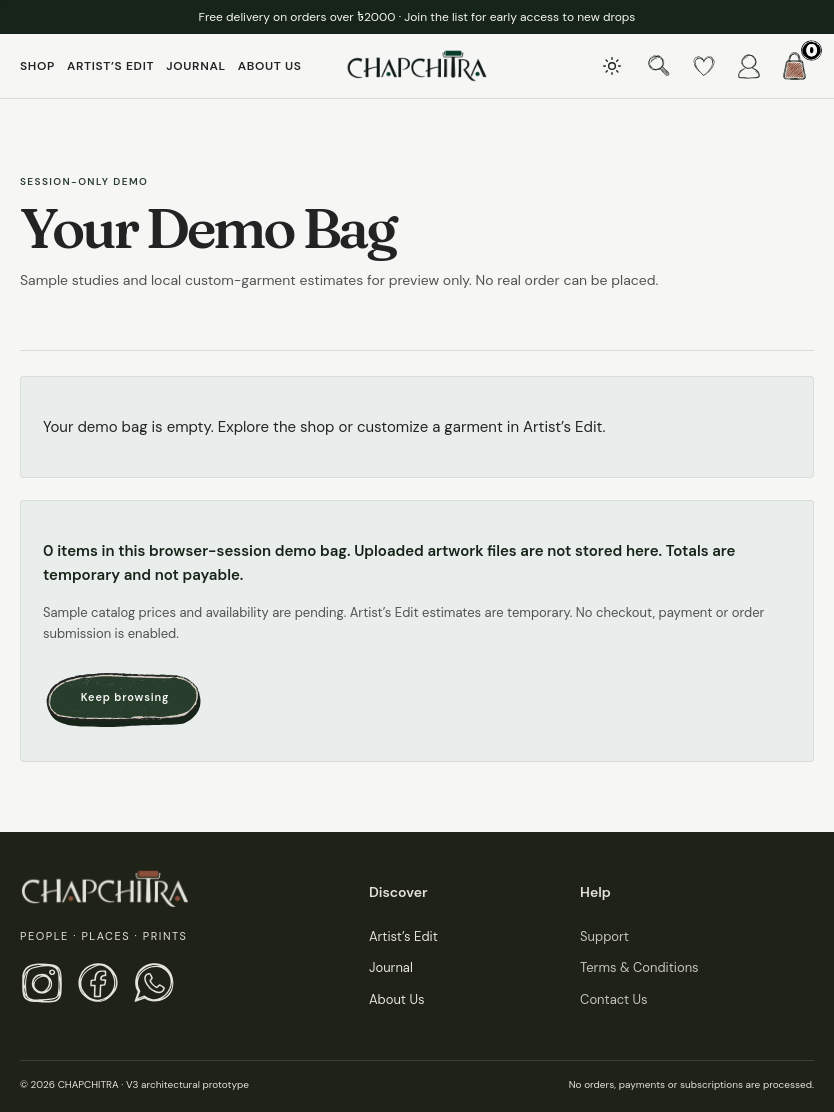 Free delivery on orders over ৳2000 · Join the list for early access to new drops
SHOP ARTIST’S EDIT JOURNAL ABOUT US CHAPCHITRA 0
SESSION-ONLY DEMO
Your Demo Bag
Sample studies and local custom-garment estimates for preview only. No real order can be placed.
Your demo bag is empty. Explore the shop or customize a garment in Artist’s Edit.
0 items in this browser-session demo bag. Uploaded artwork files are not stored here. Totals are
temporary and not payable.
Sample catalog prices and availability are pending. Artist’s Edit estimates are temporary. No checkout, payment or order
submission is enabled.
Keep browsing
CHAPCHITRA
PEOPLE · PLACES · PRINTS
Discover
Artist’s Edit
Journal
About Us
Help
Support
Terms & Conditions
Contact Us
© 2026 CHAPCHITRA · V3 architectural prototype
No orders, payments or subscriptions are processed.